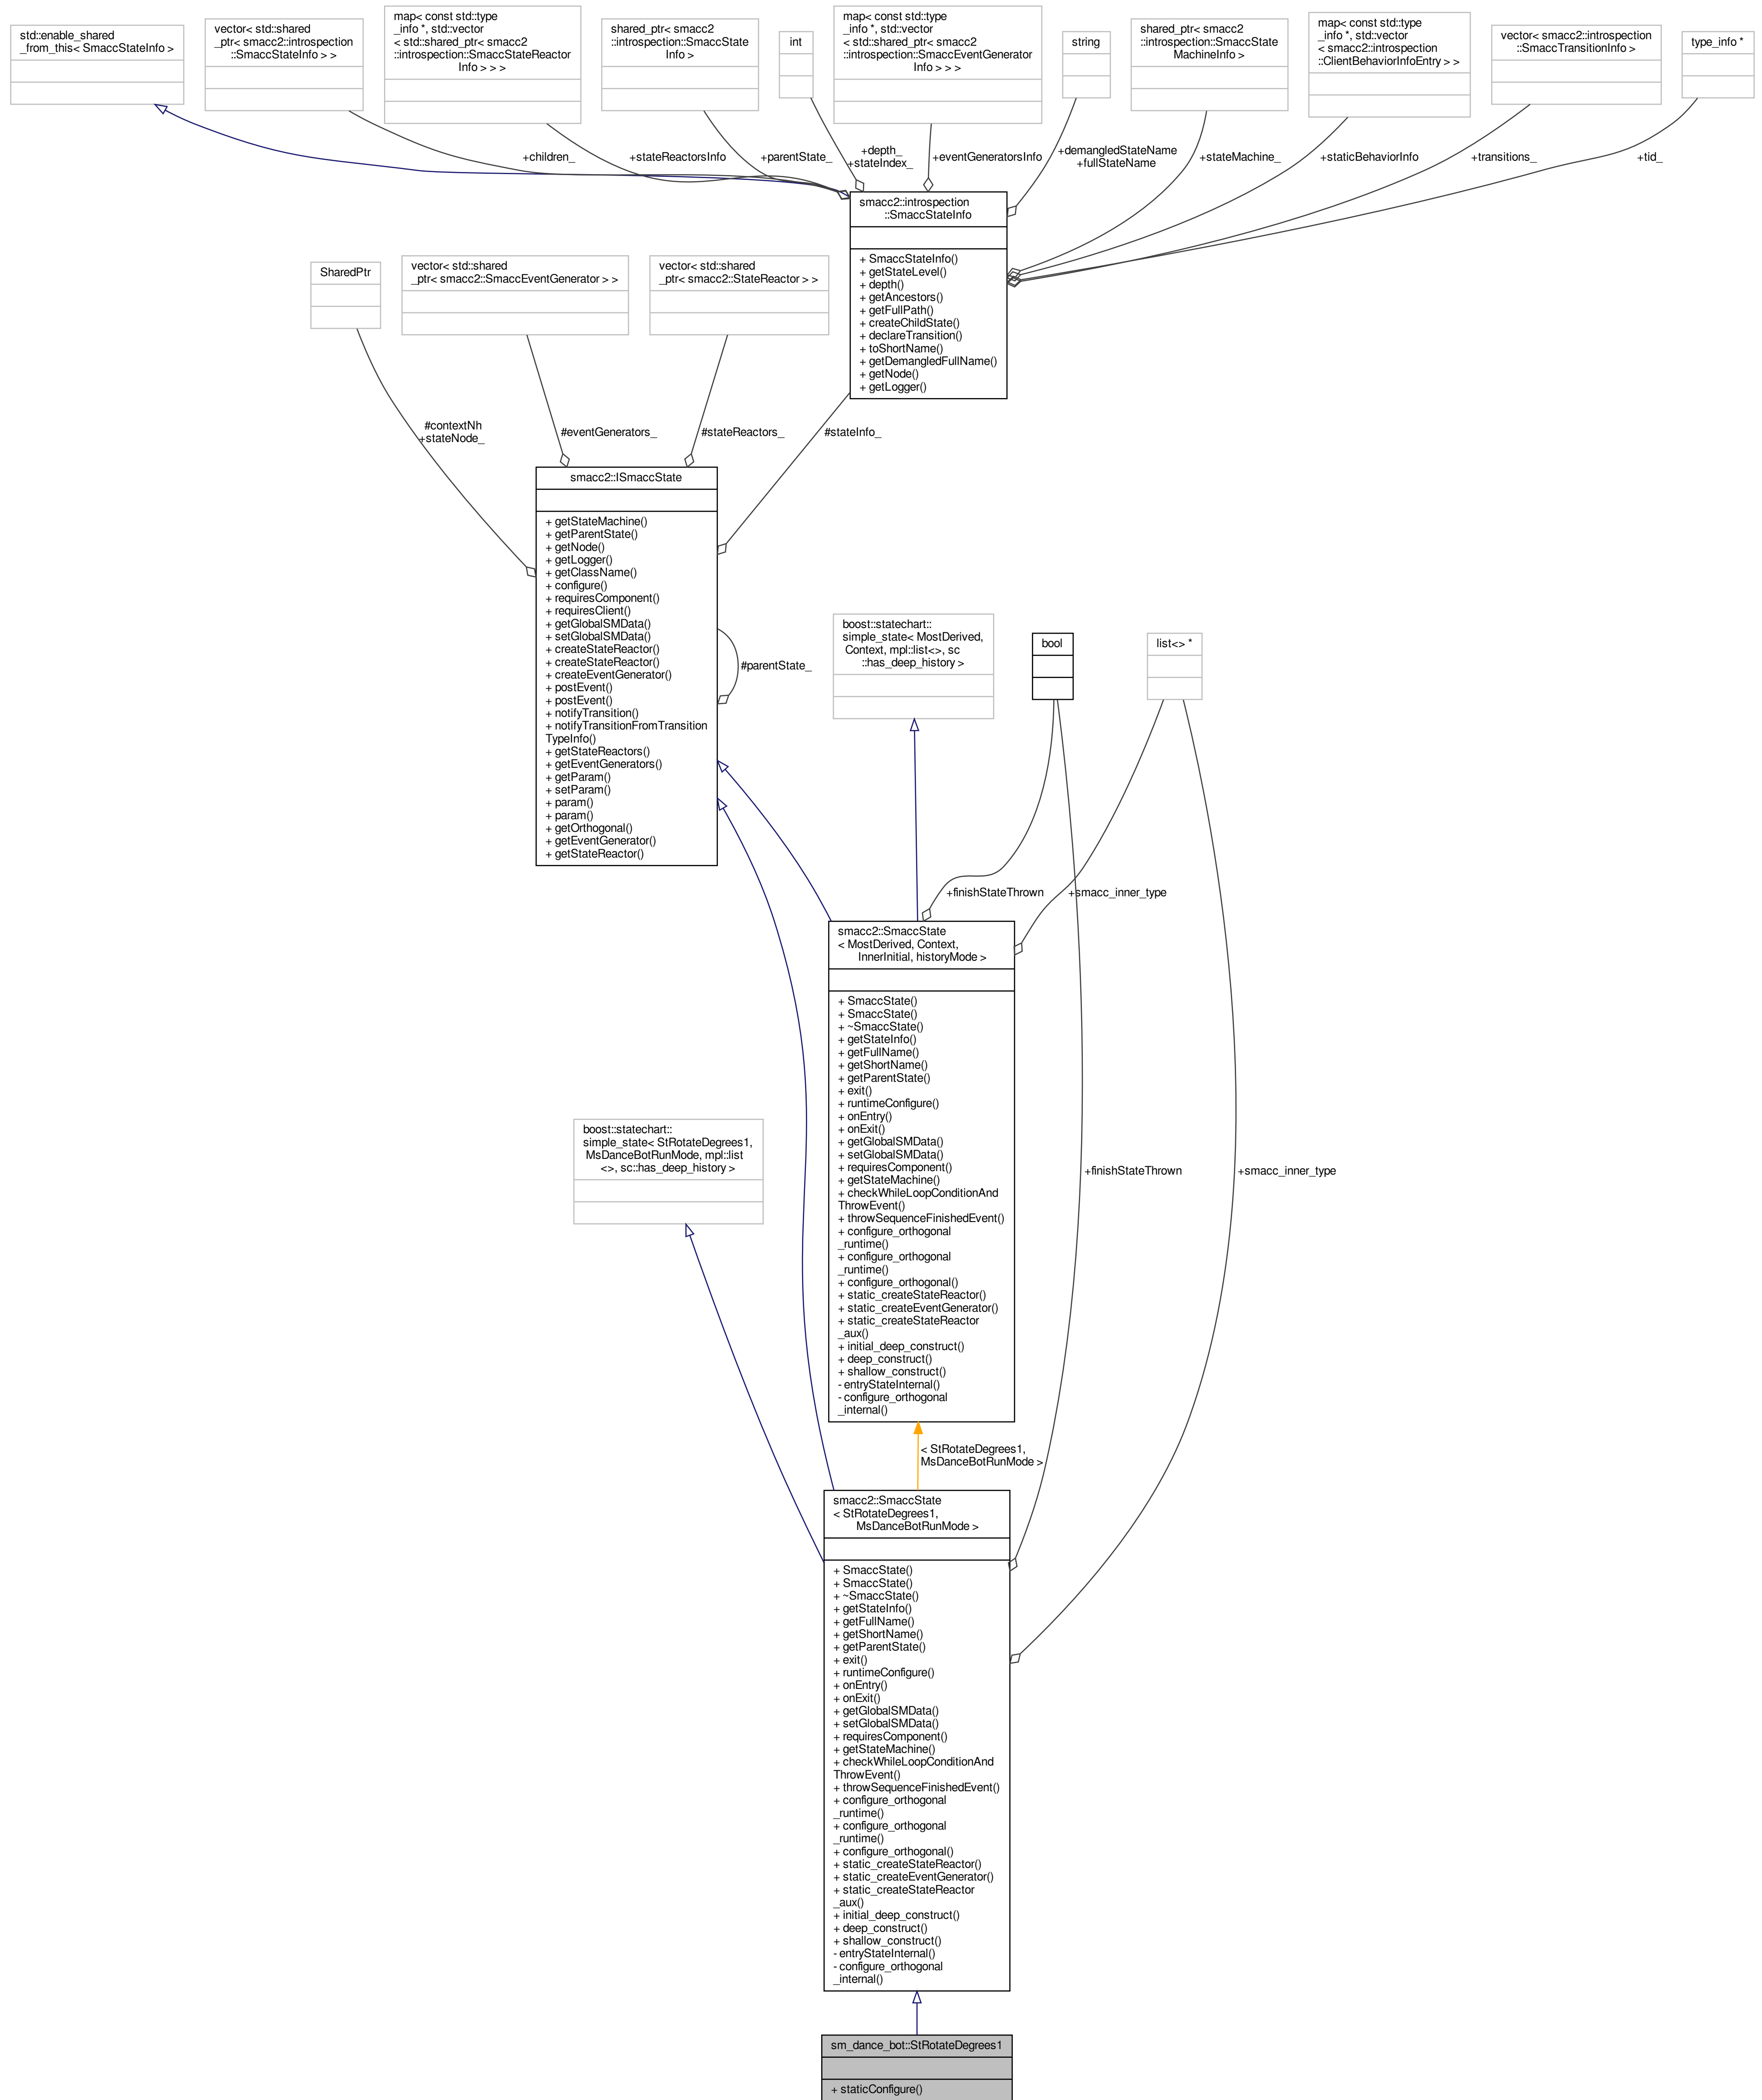 std::enable_shared
_from_this< SmaccStateInfo >
vector< std::shared
_ptr< smacc2::introspection
::SmaccStateInfo > >
map< const std::type
_info *, std::vector
< std::shared_ptr< smacc2
::introspection::SmaccStateReactor
Info > > >
shared_ptr< smacc2
::introspection::SmaccState
Info >
int
map< const std::type
_info *, std::vector
< std::shared_ptr< smacc2
::introspection::SmaccEventGenerator
Info > > >
string
shared_ptr< smacc2
::introspection::SmaccState
MachineInfo >
map< const std::type
_info *, std::vector
< smacc2::introspection
::ClientBehaviorInfoEntry > >
vector< smacc2::introspection
::SmaccTransitionInfo >
type_info *
+children_
+stateReactorsInfo
+parentState_
+depth_
+stateIndex_
+eventGeneratorsInfo
+demangledStateName
+fullStateName
+stateMachine_
+staticBehaviorInfo
+transitions_
+tid_
smacc2::introspection
::SmaccStateInfo
+ SmaccStateInfo()
+ getStateLevel()
+ depth()
+ getAncestors()
+ getFullPath()
+ createChildState()
+ declareTransition()
+ toShortName()
+ getDemangledFullName()
+ getNode()
+ getLogger()
SharedPtr
vector< std::shared
_ptr< smacc2::SmaccEventGenerator > >
vector< std::shared
_ptr< smacc2::StateReactor > >
#contextNh
+stateNode_
#eventGenerators_
#stateReactors_
#stateInfo_
smacc2::ISmaccState
+ getStateMachine()
+ getParentState()
+ getNode()
+ getLogger()
+ getClassName()
+ configure()
+ requiresComponent()
+ requiresClient()
+ getGlobalSMData()
+ setGlobalSMData()
+ createStateReactor()
+ createStateReactor()
+ createEventGenerator()
+ postEvent()
+ postEvent()
+ notifyTransition()
+ notifyTransitionFromTransition
TypeInfo()
+ getStateReactors()
+ getEventGenerators()
+ getParam()
+ setParam()
+ param()
+ param()
+ getOrthogonal()
+ getEventGenerator()
+ getStateReactor()
#parentState_
boost::statechart::
simple_state< MostDerived,
Context, mpl::list<>, sc
::has_deep_history >
bool
list<> *
+finishStateThrown
+smacc_inner_type
smacc2::SmaccState
< MostDerived, Context,
InnerInitial, historyMode >
+ SmaccState()
+ SmaccState()
+ ~SmaccState()
+ getStateInfo()
+ getFullName()
+ getShortName()
+ getParentState()
+ exit()
+ runtimeConfigure()
+ onEntry()
+ onExit()
+ getGlobalSMData()
+ setGlobalSMData()
+ requiresComponent()
+ getStateMachine()
+ checkWhileLoopConditionAnd
ThrowEvent()
+ throwSequenceFinishedEvent()
+ configure_orthogonal
_runtime()
+ configure_orthogonal
_runtime()
+ configure_orthogonal()
+ static_createStateReactor()
+ static_createEventGenerator()
+ static_createStateReactor
_aux()
+ initial_deep_construct()
+ deep_construct()
+ shallow_construct()
- entryStateInternal()
- configure_orthogonal
_internal()
boost::statechart::
simple_state< StRotateDegrees1,
MsDanceBotRunMode, mpl::list
<>, sc::has_deep_history >
+finishStateThrown
+smacc_inner_type
< StRotateDegrees1,
MsDanceBotRunMode >
smacc2::SmaccState
< StRotateDegrees1,
MsDanceBotRunMode >
+ SmaccState()
+ SmaccState()
+ ~SmaccState()
+ getStateInfo()
+ getFullName()
+ getShortName()
+ getParentState()
+ exit()
+ runtimeConfigure()
+ onEntry()
+ onExit()
+ getGlobalSMData()
+ setGlobalSMData()
+ requiresComponent()
+ getStateMachine()
+ checkWhileLoopConditionAnd
ThrowEvent()
+ throwSequenceFinishedEvent()
+ configure_orthogonal
_runtime()
+ configure_orthogonal
_runtime()
+ configure_orthogonal()
+ static_createStateReactor()
+ static_createEventGenerator()
+ static_createStateReactor
_aux()
+ initial_deep_construct()
+ deep_construct()
+ shallow_construct()
- entryStateInternal()
- configure_orthogonal
_internal()
sm_dance_bot::StRotateDegrees1
+ staticConfigure()